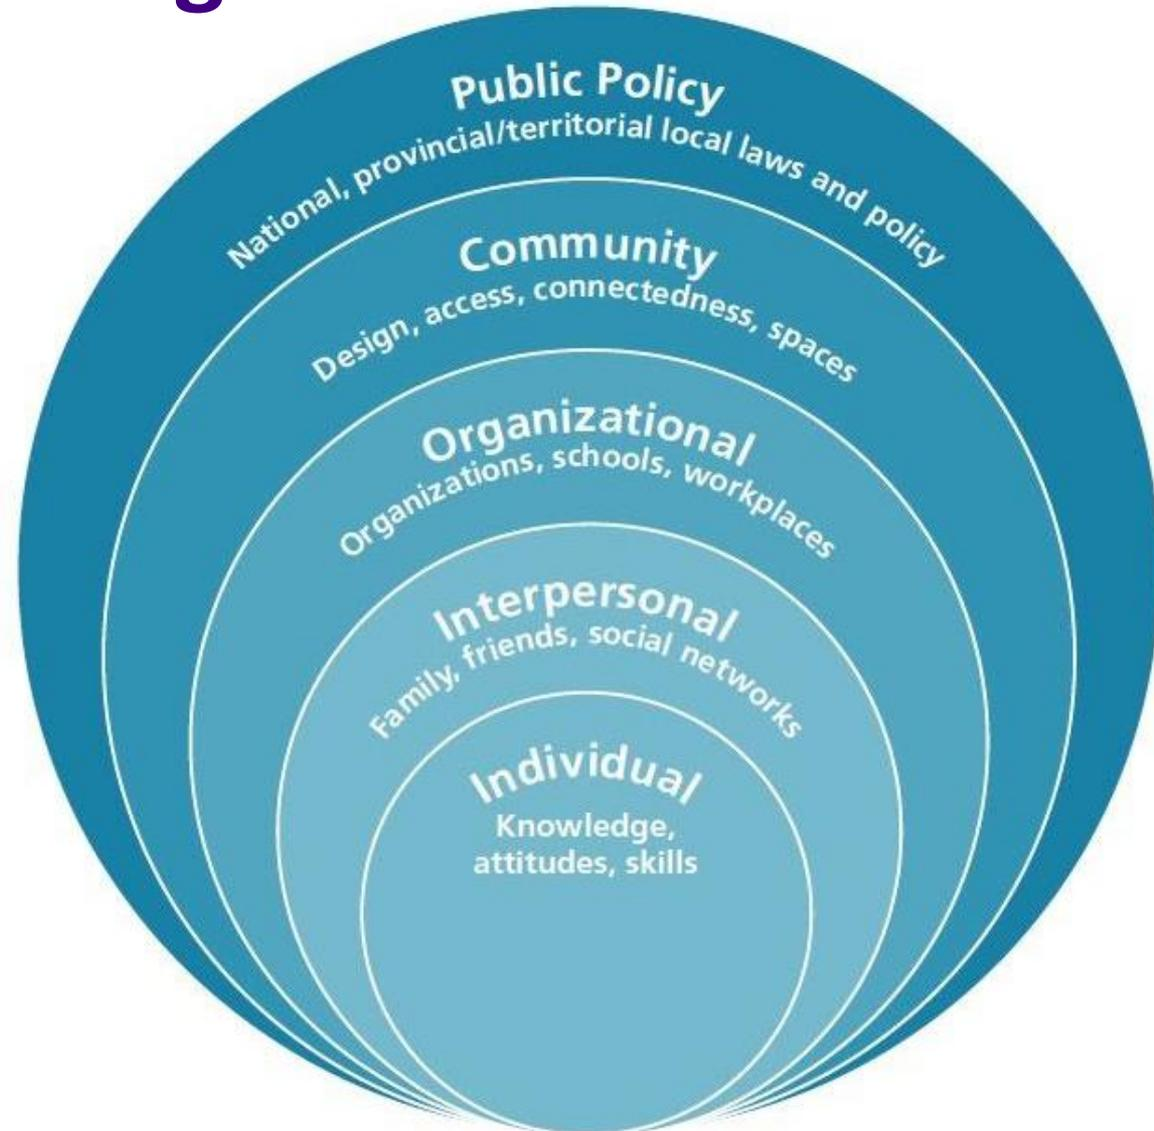 Public Policy
National, provincial/territorial local laws and policy
Community
Design, access, connectedness, spaces
Organizational
Organizations, schools, workplaces
Interpersonal
Family, friends, social networks
Individual
Knowledge,
attitudes, skills